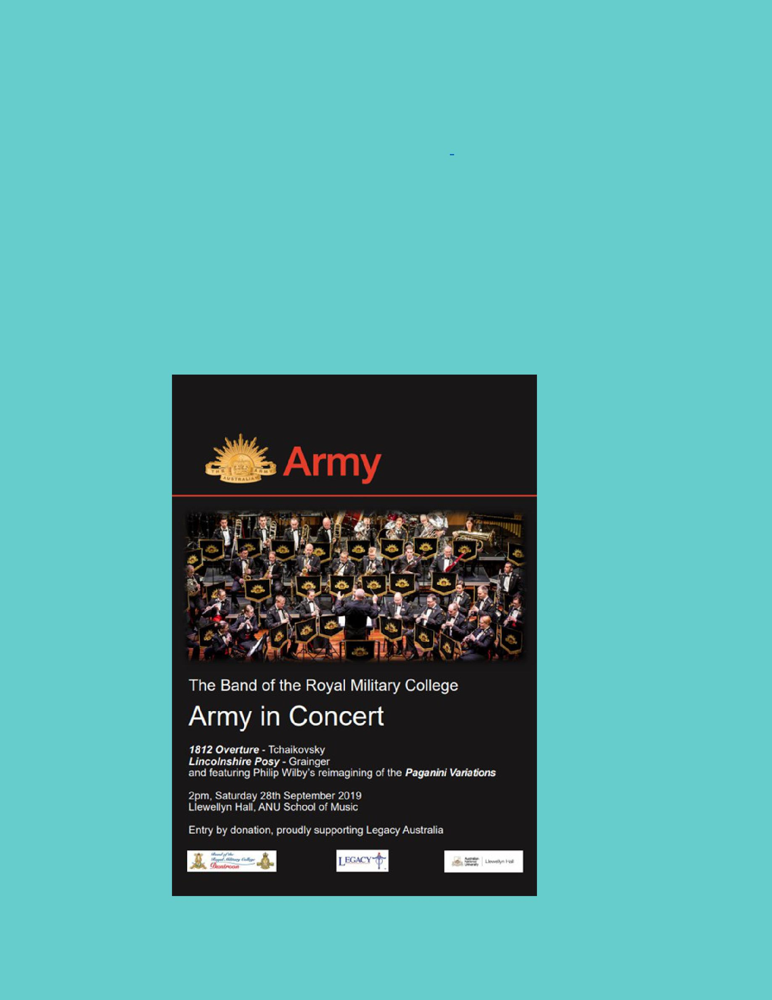 THE ARMY
AUSTRALIAN
Army
The Band of the Royal Military College
Army in Concert
1812 Overture - Tchaikovsky
Lincolnshire Posy - Grainger
and featuring Philip Wilby's reimagining of the Paganini Variations
2pm, Saturday 28th September 2019
Llewellyn Hall, ANU School of Music
Entry by donation, proudly supporting Legacy Australia
Band of the
Royal Military College
Duntroon
LEGACY
Australian
National
University
Llewellyn Hall